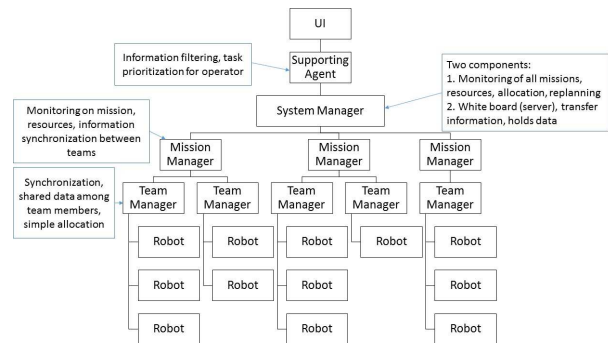 UI
Information filtering, task
prioritization for operator
Supporting
Agent
Two components:
1. Monitoring of all missions,
resources, allocation, replanning
2. White board (server), transfer
information, holds data
System Manager
Monitoring on mission,
resources, information
synchronization between
teams
Mission
Manager
Mission
Manager
Mission
Manager
Synchronization,
shared data among
team members,
simple allocation
Team
Manager
Team
Manager
Team
Manager
Team
Manager
Team
Manager
Robot
Robot
Robot
Robot
Robot
Robot
Robot
Robot
Robot
Robot
Robot
Robot